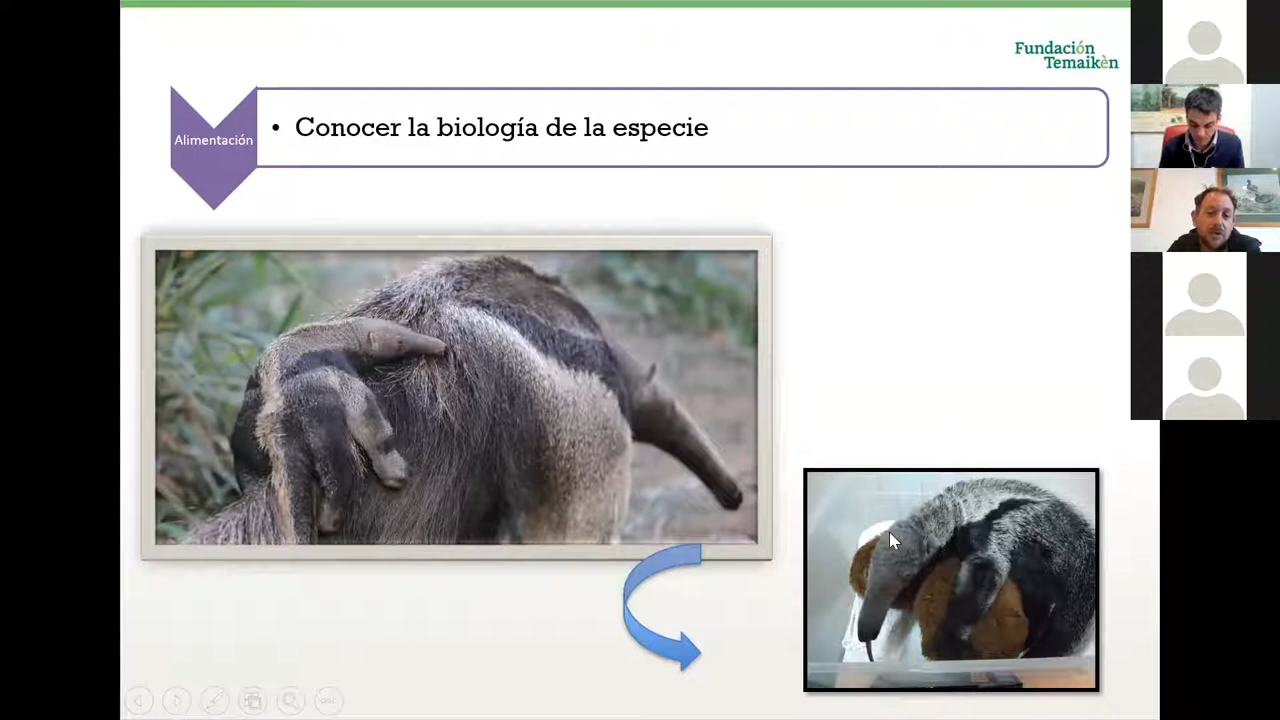 Fundación
Temaikèn
Alimentación
• Conocer la biología de la especie